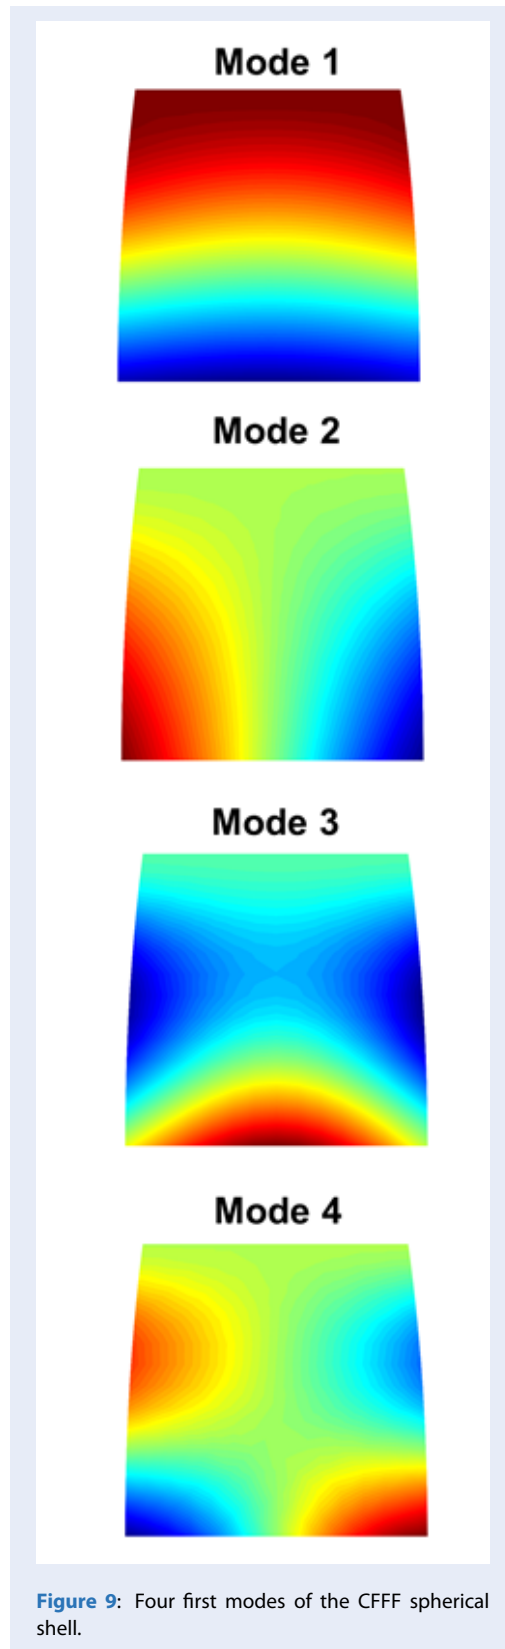 Mode 1
Mode 2
Mode 3
Mode 4
Figure 9: Four first modes of the CFFF spherical
shell.